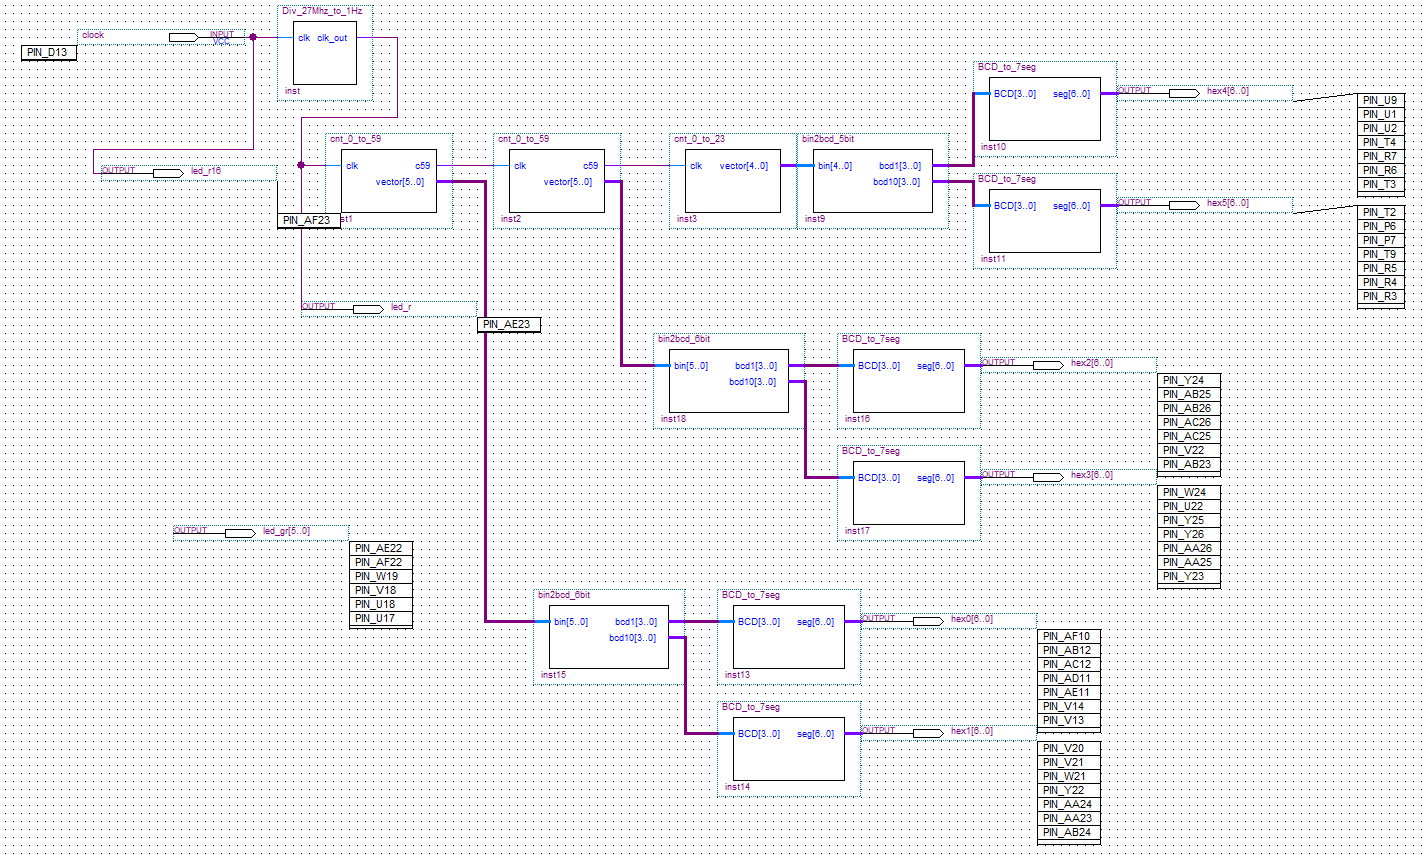 Div_27Mhz_to_1Hz
clock
INPUT
VCC
clk
clk_out
PIN_D13
inst
BCD_to_7seg
BCD[3..0]
seg[6..0]
OUTPUT
hex4[6..0]
inst10
PIN_U9
PIN_U1
PIN_U2
PIN_T4
PIN_R7
PIN_R6
PIN_T3
cnt_0_to_59
clk
c59
vector[5..0]
st1
cnt_0_to_59
clk
c59
vector[5..0]
inst2
cnt_0_to_23
clk
vector[4..0]
inst3
bin2bcd_5bit
bin[4..0]
bcd1[3..0]
bcd10[3..0]
inst9
OUTPUT
led_r16
PIN_AF23
BCD_to_7seg
BCD[3..0]
seg[6..0]
OUTPUT
hex5[6..0]
inst11
PIN_T2
PIN_P6
PIN_P7
PIN_T9
PIN_R5
PIN_R4
PIN_R3
OUTPUT
led_r
PIN_AE23
bin2bcd_6bit
bin[5..0]
bcd1[3..0]
bcd10[3..0]
inst18
BCD_to_7seg
BCD[3..0]
seg[6..0]
OUTPUT
hex2[6..0]
inst16
PIN_Y24
PIN_AB25
PIN_AB26
PIN_AC26
PIN_AC25
PIN_V22
PIN_AB23
BCD_to_7seg
BCD[3..0]
seg[6..0]
OUTPUT
hex3[6..0]
inst17
PIN_W24
PIN_U22
PIN_Y25
PIN_Y26
PIN_AA26
PIN_AA25
PIN_Y23
OUTPUT
led_gr[5..0]
PIN_AE22
PIN_AF22
PIN_W19
PIN_V18
PIN_U18
PIN_U17
bin2bcd_6bit
bin[5..0]
bcd1[3..0]
bcd10[3..0]
inst15
BCD_to_7seg
BCD[3..0]
seg[6..0]
OUTPUT
hex0[6..0]
inst13
PIN_AF10
PIN_AB12
PIN_AC12
PIN_AD11
PIN_AE11
PIN_V14
PIN_V13
BCD_to_7seg
BCD[3..0]
seg[6..0]
OUTPUT
hex1[6..0]
inst14
PIN_V20
PIN_V21
PIN_W21
PIN_Y22
PIN_AA24
PIN_AA23
PIN_AB24